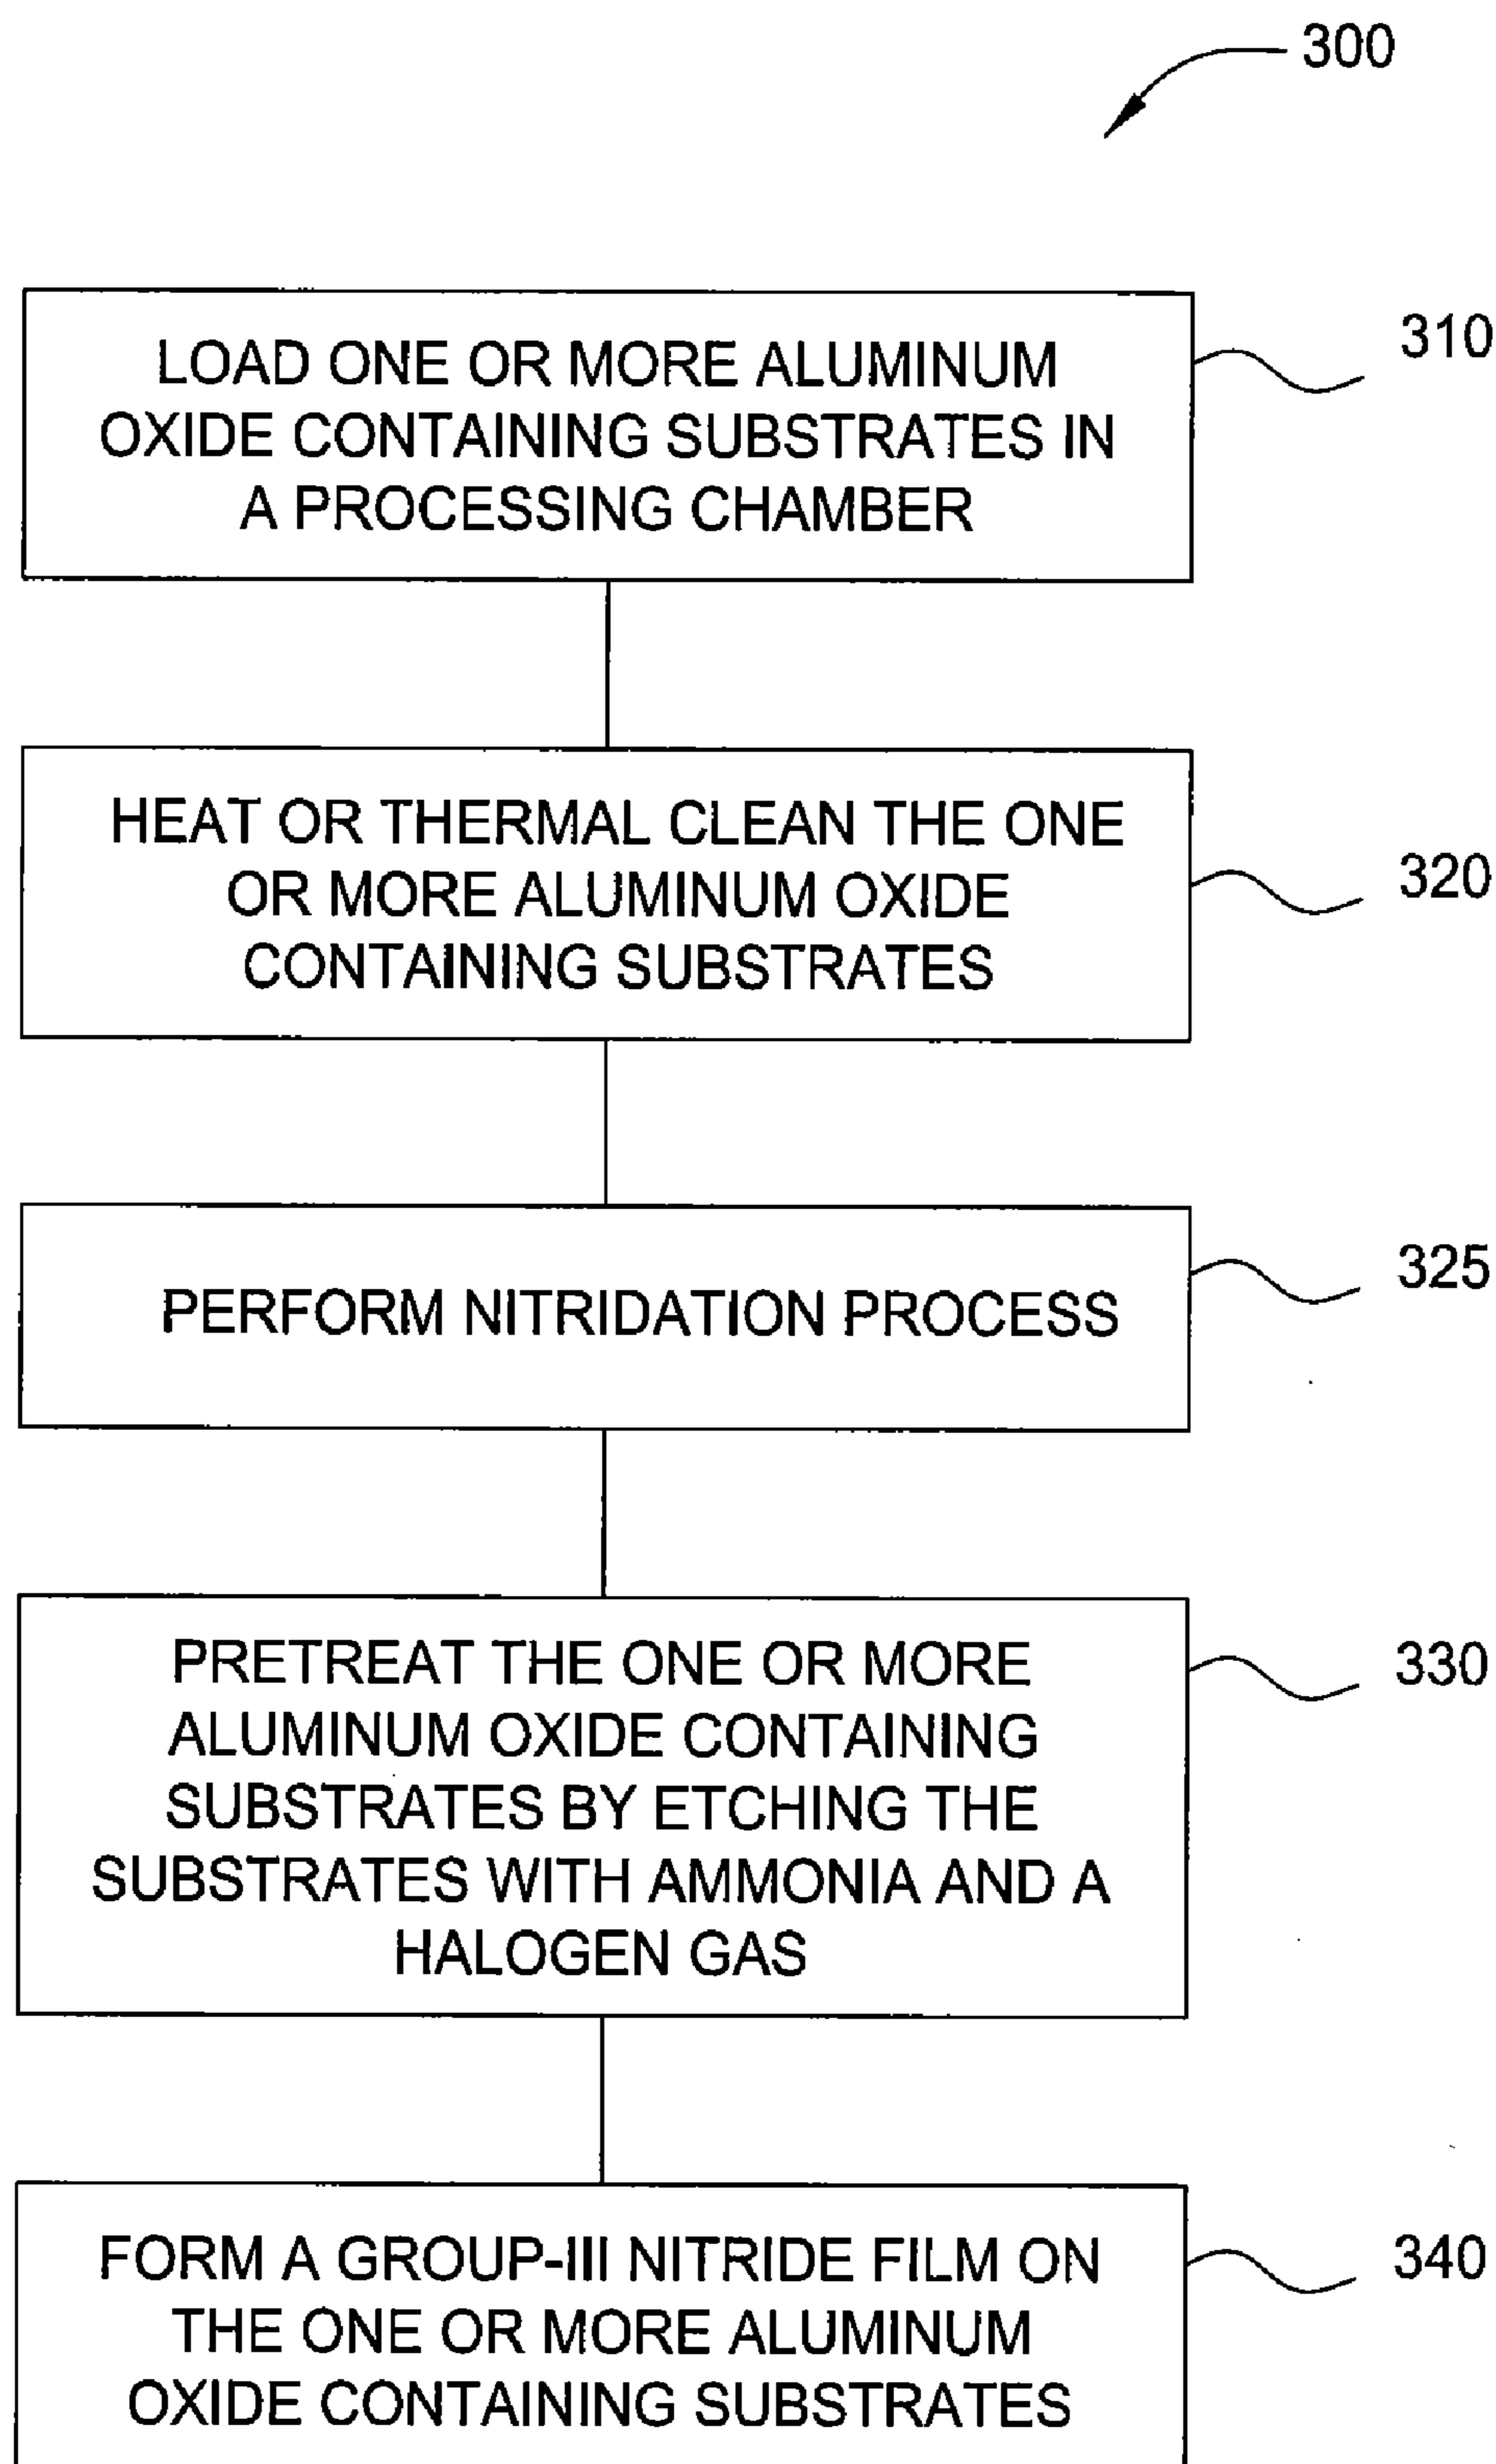 300
LOAD ONE OR MORE ALUMINUM
OXIDE CONTAINING SUBSTRATES IN
A PROCESSING CHAMBER
310
HEAT OR THERMAL CLEAN THE ONE
OR MORE ALUMINUM OXIDE
CONTAINING SUBSTRATES
320
PERFORM NITRIDATION PROCESS
325
PRETREAT THE ONE OR MORE
ALUMINUM OXIDE CONTAINING
SUBSTRATES BY ETCHING THE
SUBSTRATES WITH AMMONIA AND A
HALOGEN GAS
330
FORM A GROUP-III NITRIDE FILM ON
THE ONE OR MORE ALUMINUM
OXIDE CONTAINING SUBSTRATES
340